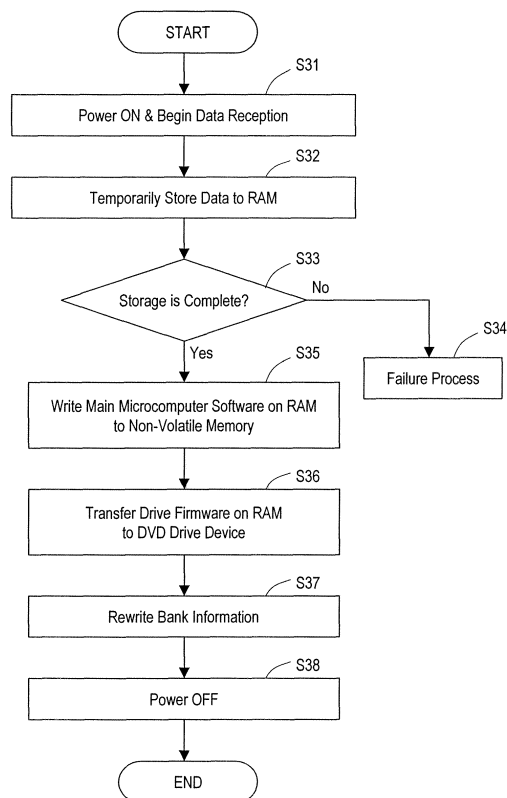 START
S31
Power ON & Begin Data Reception
S32
Temporarily Store Data to RAM
S33
Storage is Complete?
No
S34
Failure Process
Yes
S35
Write Main Microcomputer Software on RAM
to Non-Volatile Memory
S36
Transfer Drive Firmware on RAM
to DVD Drive Device
S37
Rewrite Bank Information
S38
Power OFF
END